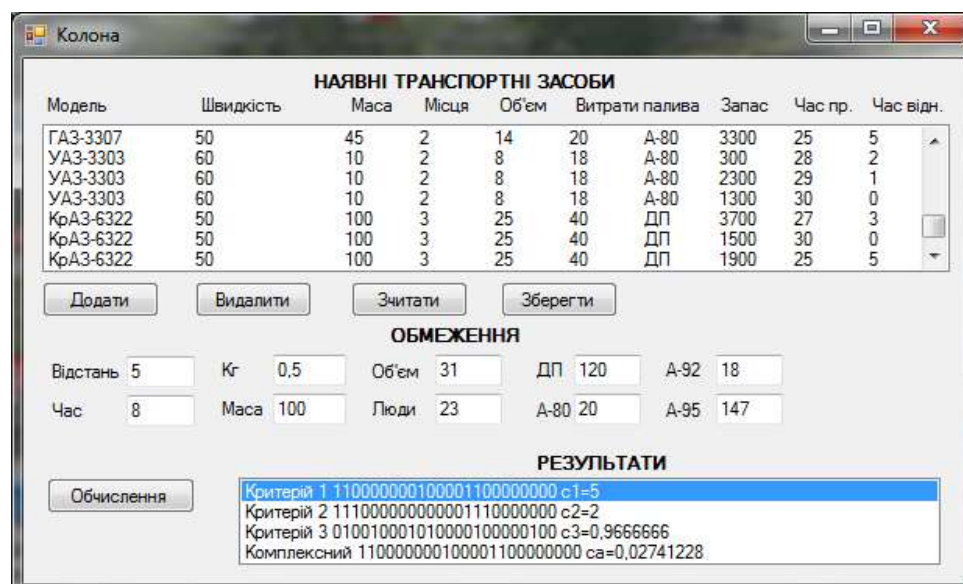 Колона
НАЯВНІ ТРАНСПОРТНІ ЗАСОБИ
Модель Швидкість Маса Місця Об'єм Витрати палива Запас Час пр. Час відн.
ГАЗ-3307 50 45 2 14 20 А-80 3300 25 5
УАЗ-3303 60 10 2 8 18 А-80 300 28 2
УАЗ-3303 60 10 2 8 18 А-80 2300 29 1
УАЗ-3303 60 10 2 8 18 А-80 1300 30 0
КрАЗ-6322 50 100 3 25 40 ДП 3700 27 3
КрАЗ-6322 50 100 3 25 40 ДП 1500 30 0
КрАЗ-6322 50 100 3 25 40 ДП 1900 25 5
Додати Видалити Зчитати Зберегти
ОБМЕЖЕННЯ
Відстань 5 Кг 0,5 Об'єм 31 ДП 120 А-92 18
Час 8 Маса 100 Люди 23 А-80 20 А-95 147
РЕЗУЛЬТАТИ
Обчислення
Критерій 1 1100000000100001100000000 c1=5
Критерій 2 1110000000000001110000000 c2=2
Критерій 3 0100100010100001000000100 c3=0,9666666
Комплексний 1100000000100001100000000 ca=0,02741228